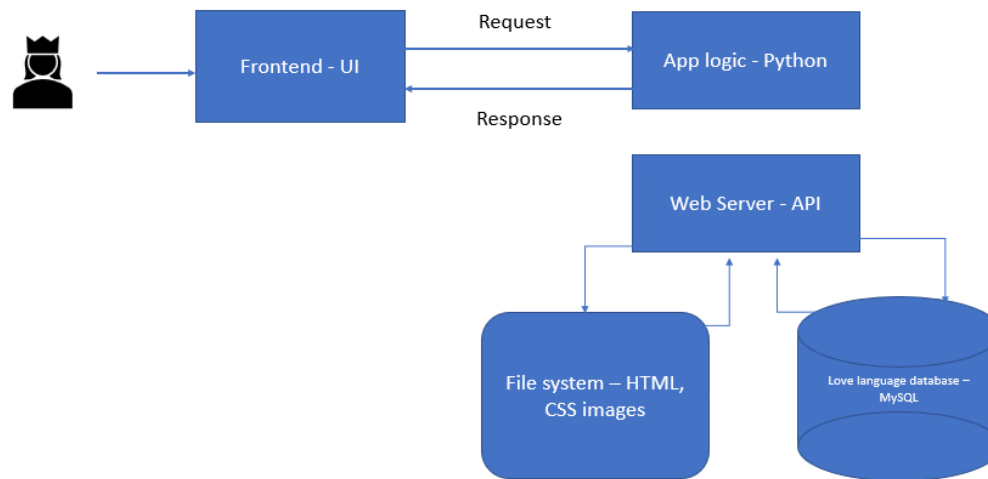 Request
Frontend - UI
App logic - Python
Response
Web Server - API
File system – HTML,
CSS images
Love language database –
MySQL